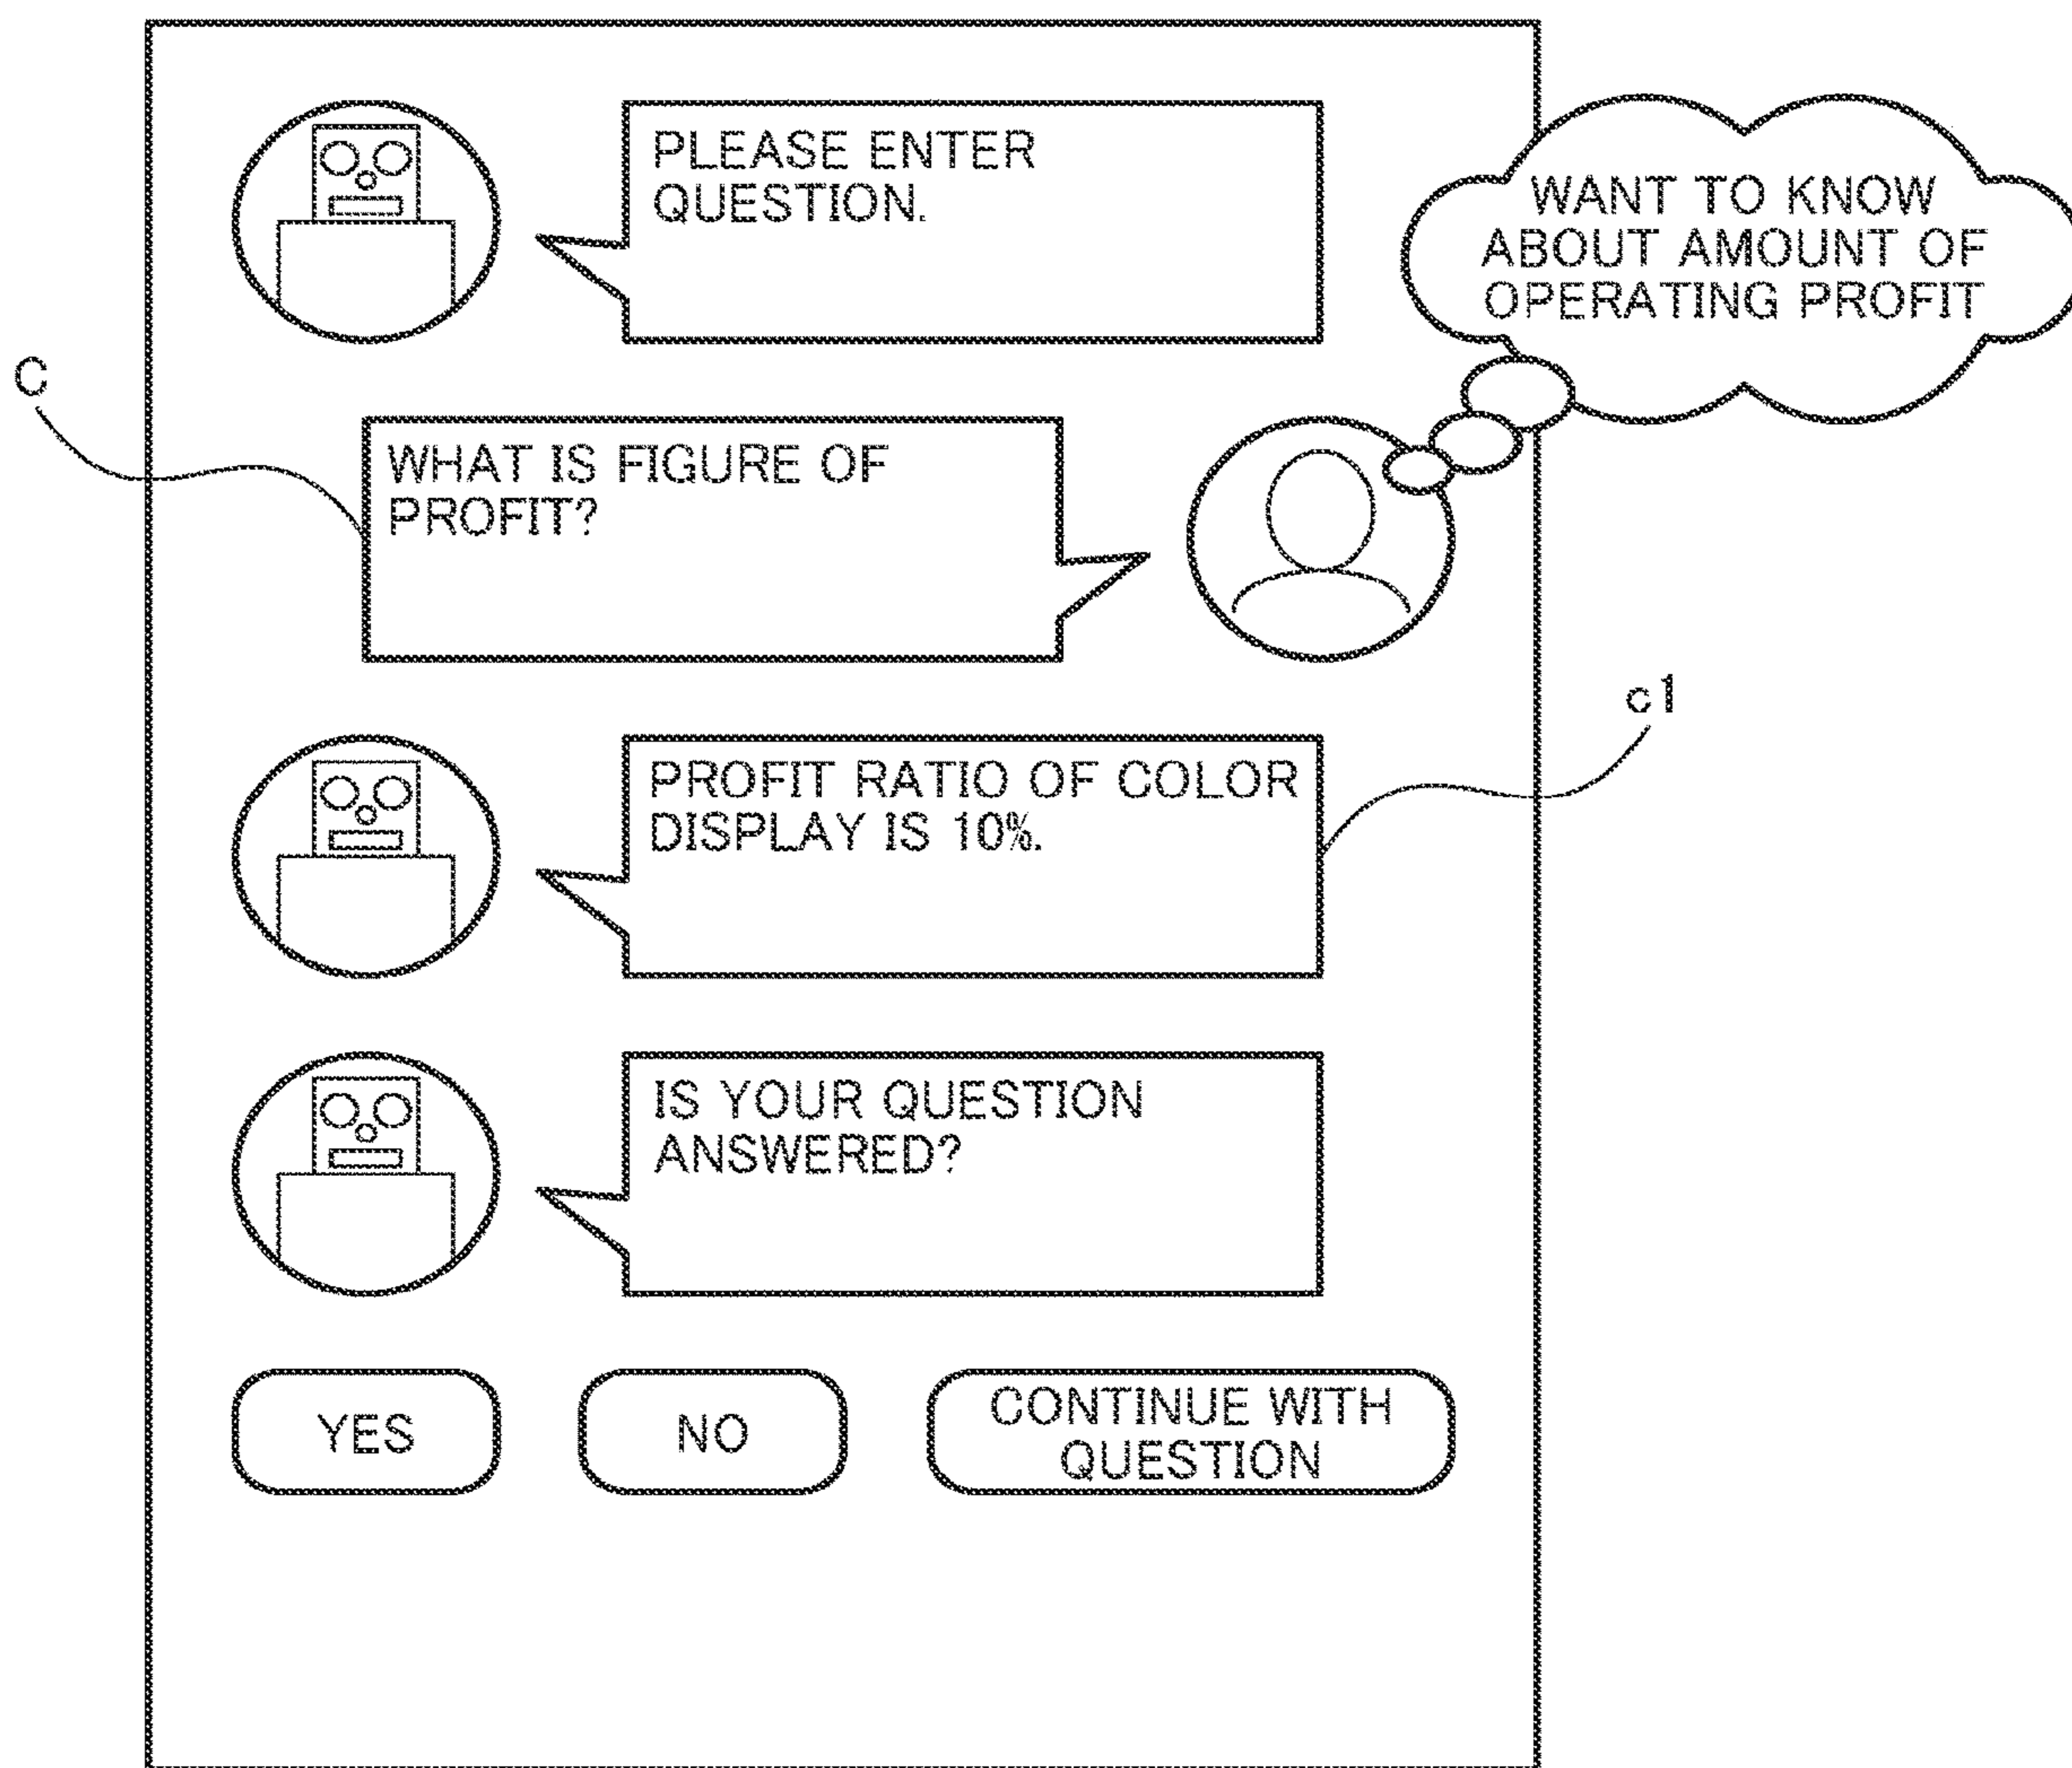 PLEASE ENTER
QUESTION.
WANT TO KNOW
ABOUT AMOUNT OF
OPERATING PROFIT
C
WHAT IS FIGURE OF
PROFIT?
c1
PROFIT RATIO OF COLOR
DISPLAY IS 10%.
IS YOUR QUESTION
ANSWERED?
YES
NO
CONTINUE WITH
QUESTION